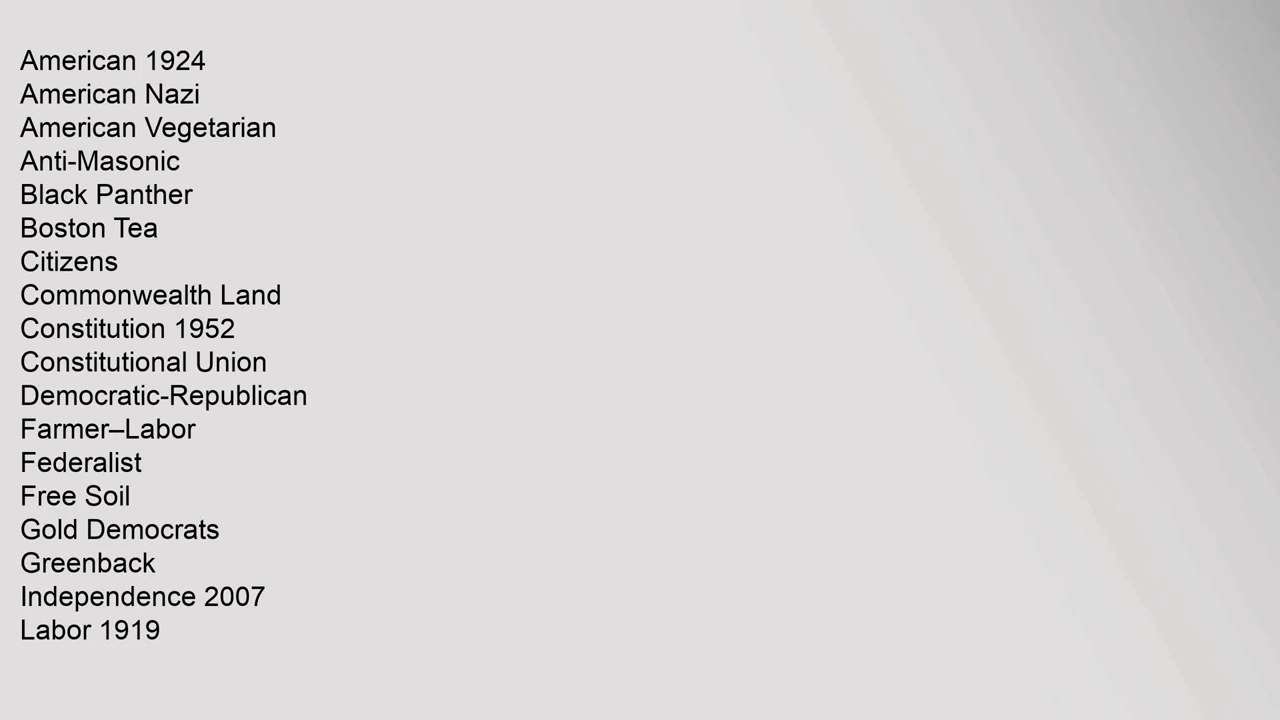 American 1924
American Nazi
American Vegetarian
Anti-Masonic
Black Panther
Boston Tea
Citizens
Commonwealth Land
Constitution 1952
Constitutional Union
Democratic-Republican
Farmer–Labor
Federalist
Free Soil
Gold Democrats
Greenback
Independence 2007
Labor 1919